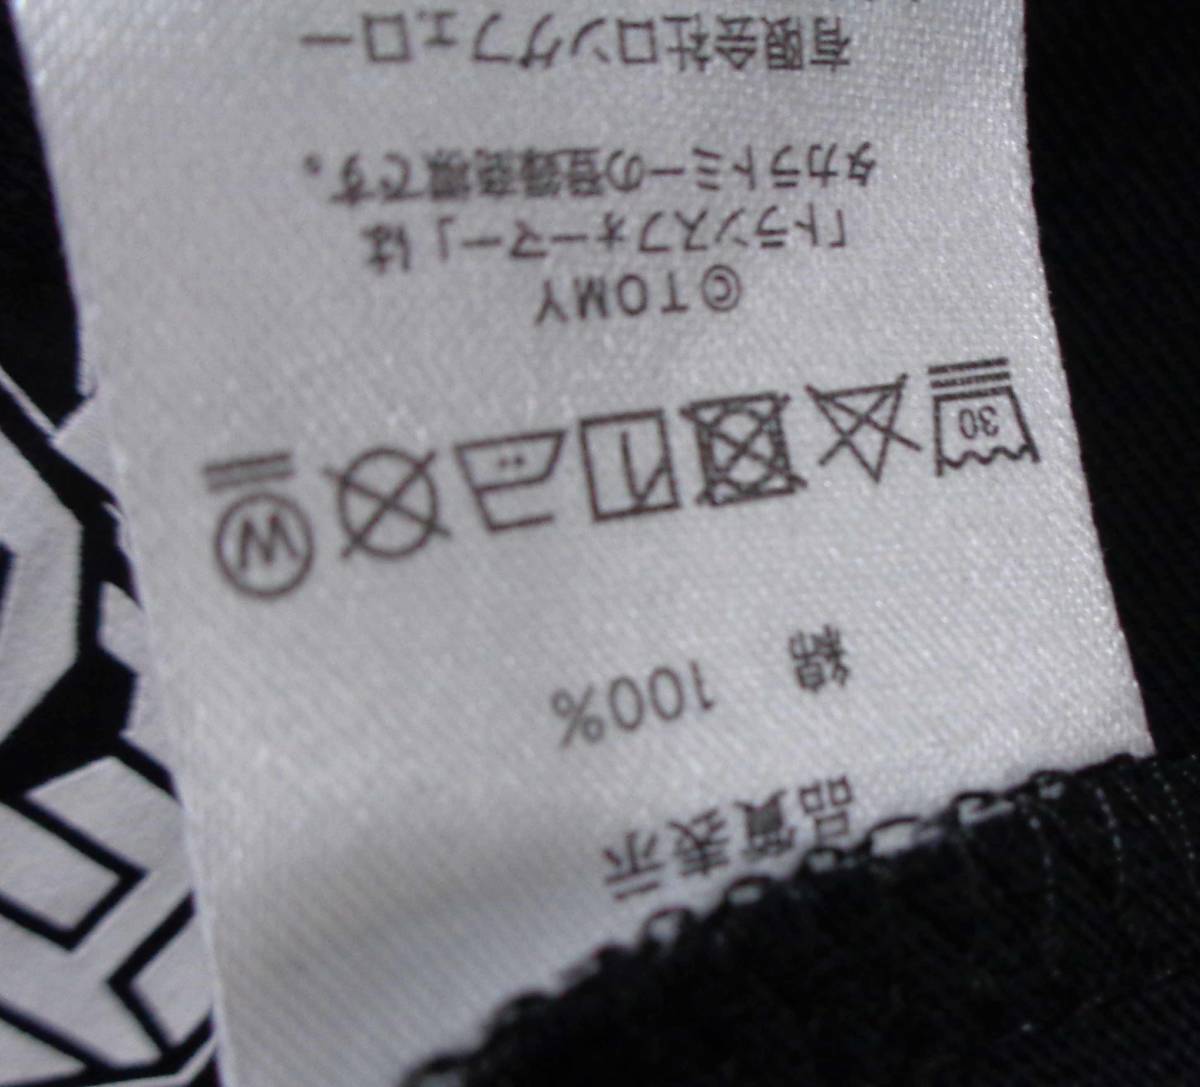 品質表示
綿 100%
30
W
©TOMY
「トランスフォーマー」は
タカラトミーの登録商標です。
有限会社ロングフェロー